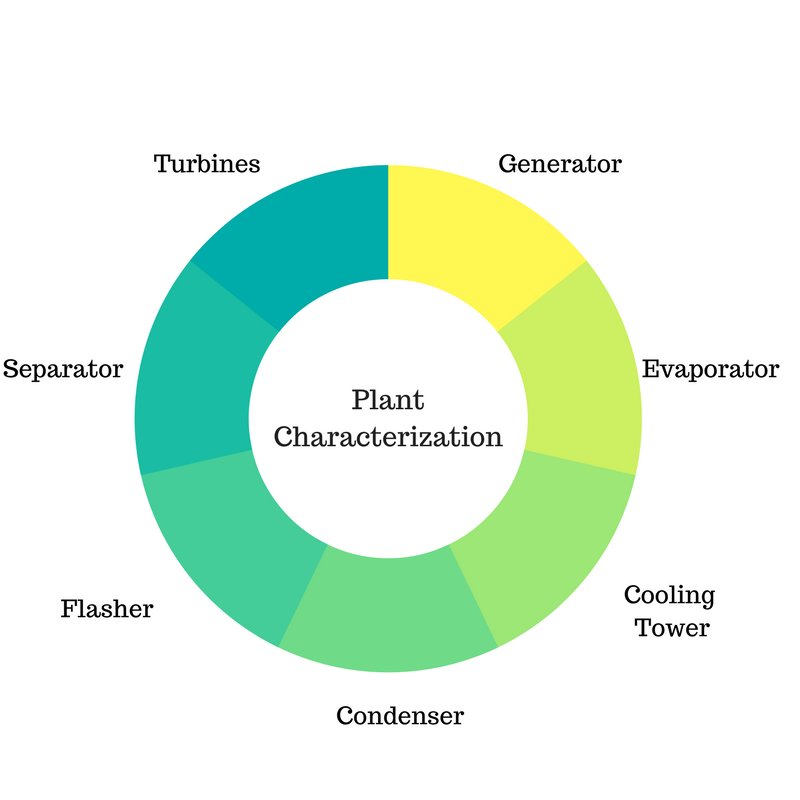 Turbines
Generator
Separator
Evaporator
Plant
Characterization
Flasher
Cooling
Tower
Condenser